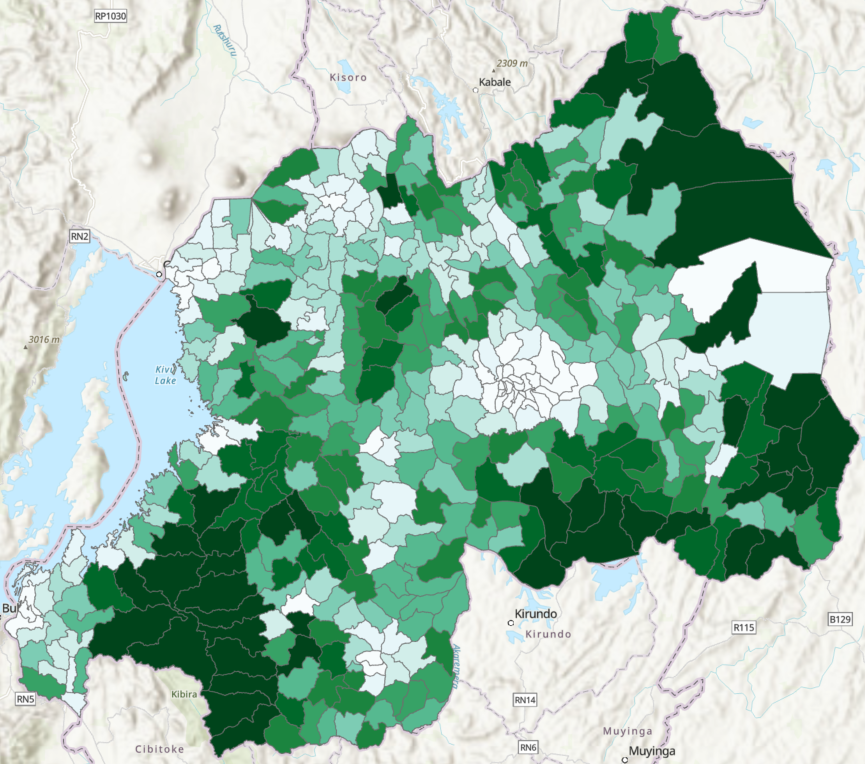 RP1030
Rutshuru
2309 m
Kisoro
Kabale
RN2
3016 m
Kivu
Lake
Kirundo
Kirundo
R115
B129
RN5
Kibira
RN14
Muyinga
Cibitoke
RN6
Muyinga